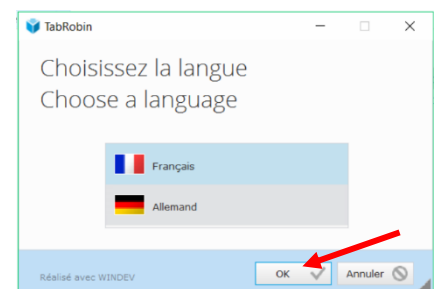 TabRobin
Choisissez la langue
Choose a language
Français
Allemand
Réalisé avec WINDEV
OK
Annuler